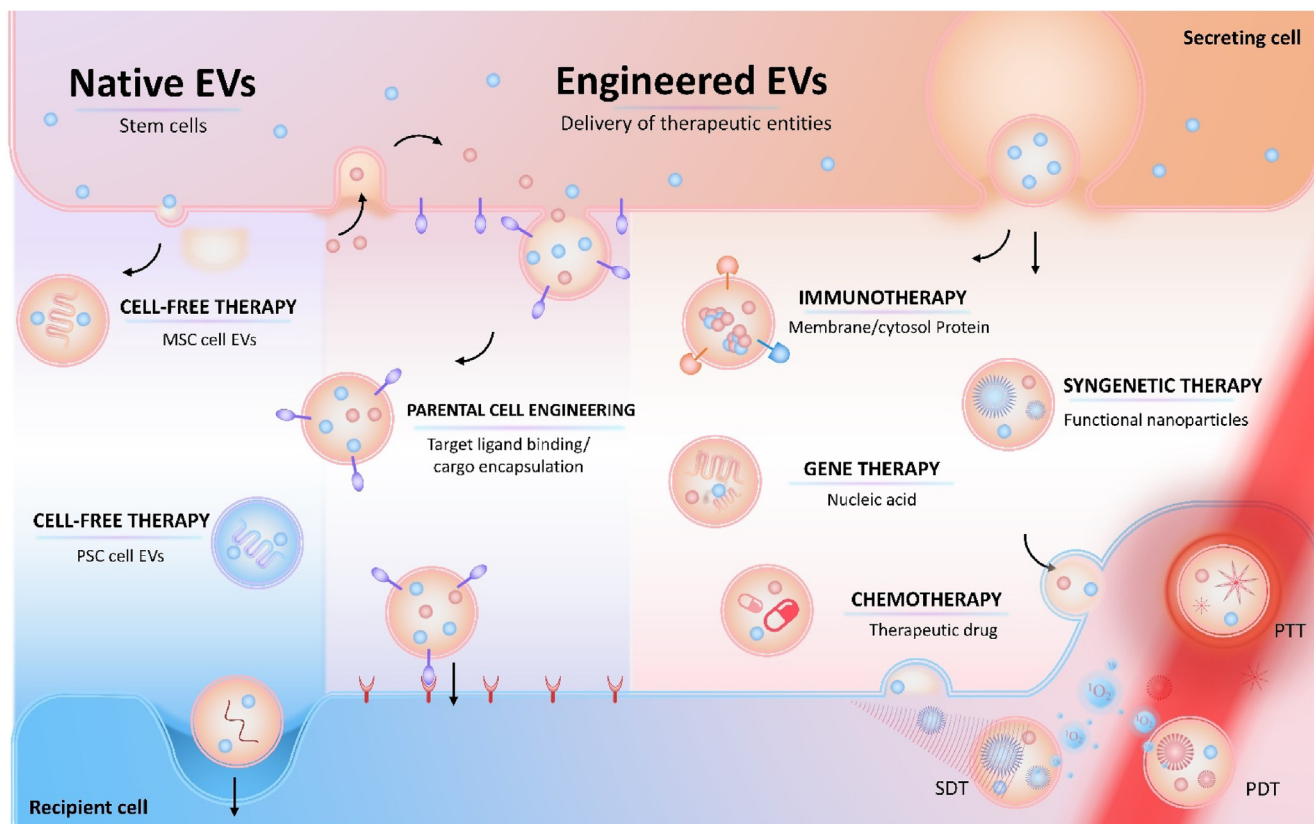 Secreting cell
Native EVs
Stem cells
Engineered EVs
Delivery of therapeutic entities
CELL-FREE THERAPY
MSC cell EVs
CELL-FREE THERAPY
PSC cell EVs
PARENTAL CELL ENGINEERING
Target ligand binding/
cargo encapsulation
IMMUNOTHERAPY
Membrane/cytosol Protein
SYNGENETIC THERAPY
Functional nanoparticles
GENE THERAPY
Nucleic acid
CHEMOTHERAPY
Therapeutic drug
PTT
¹O₂
¹O₂
SDT
PDT
Recipient cell